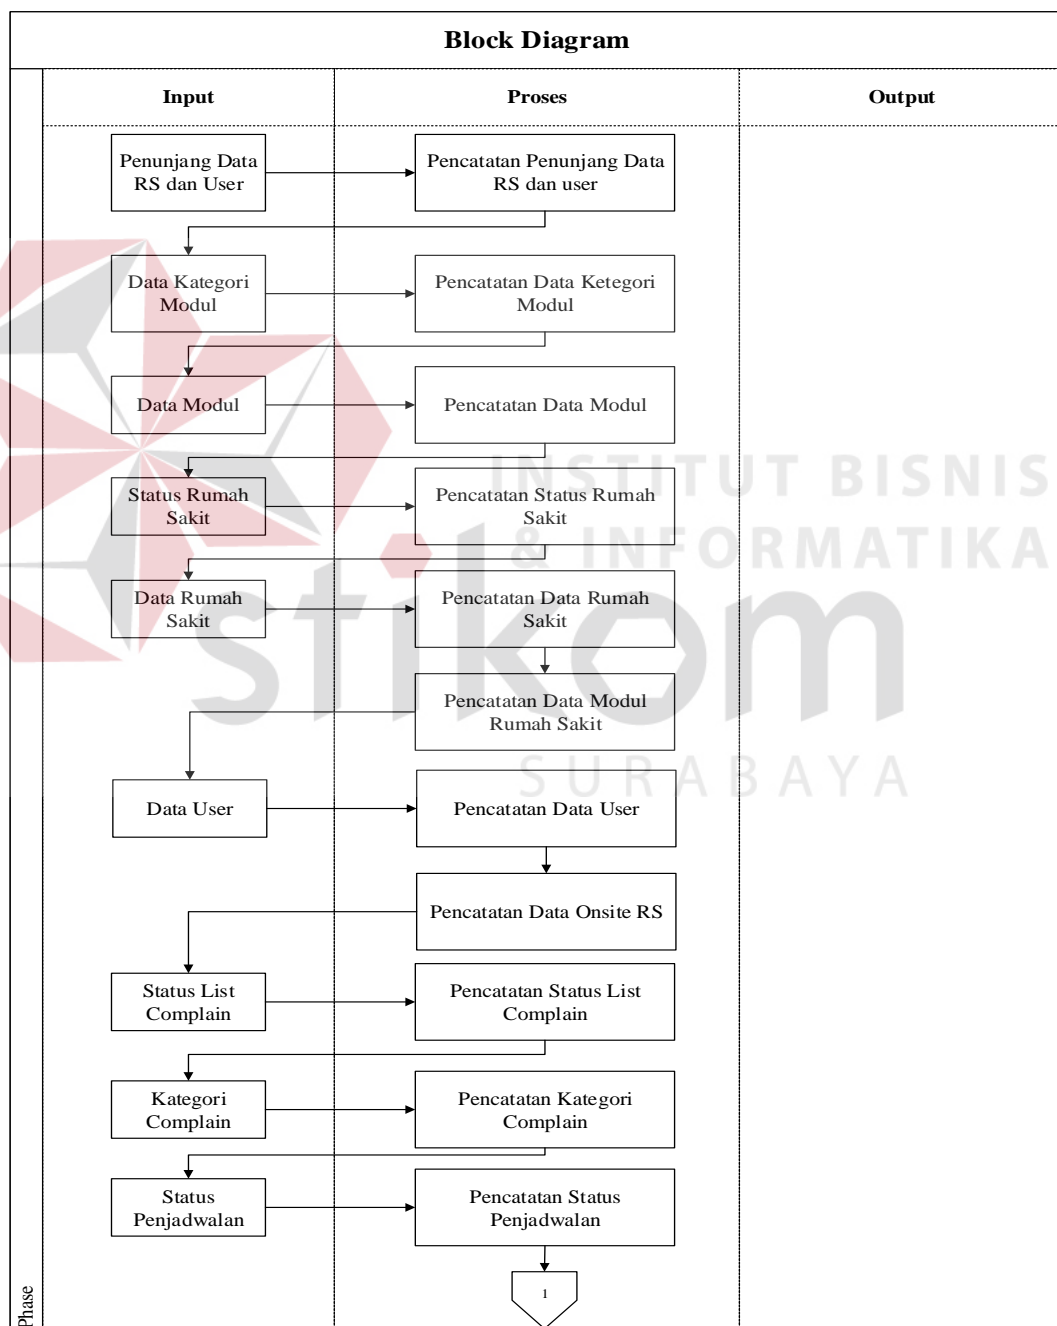 Block Diagram
Input
Proses
Output
Penunjang Data
RS dan User
Pencatatan Penunjang Data
RS dan user
Data Kategori
Modul
Pencatatan Data Ketegori
Modul
Data Modul
Pencatatan Data Modul
Status Rumah
Sakit
Pencatatan Status Rumah
Sakit
Data Rumah
Sakit
Pencatatan Data Rumah
Sakit
Pencatatan Data Modul
Rumah Sakit
Data User
Pencatatan Data User
Pencatatan Data Onsite RS
Status List
Complain
Pencatatan Status List
Complain
Kategori
Complain
Pencatatan Kategori
Complain
Status
Penjadwalan
Pencatatan Status
Penjadwalan
1
Phase
INSTITUT BISNIS
& INFORMATIKA
stikom
SURABAYA